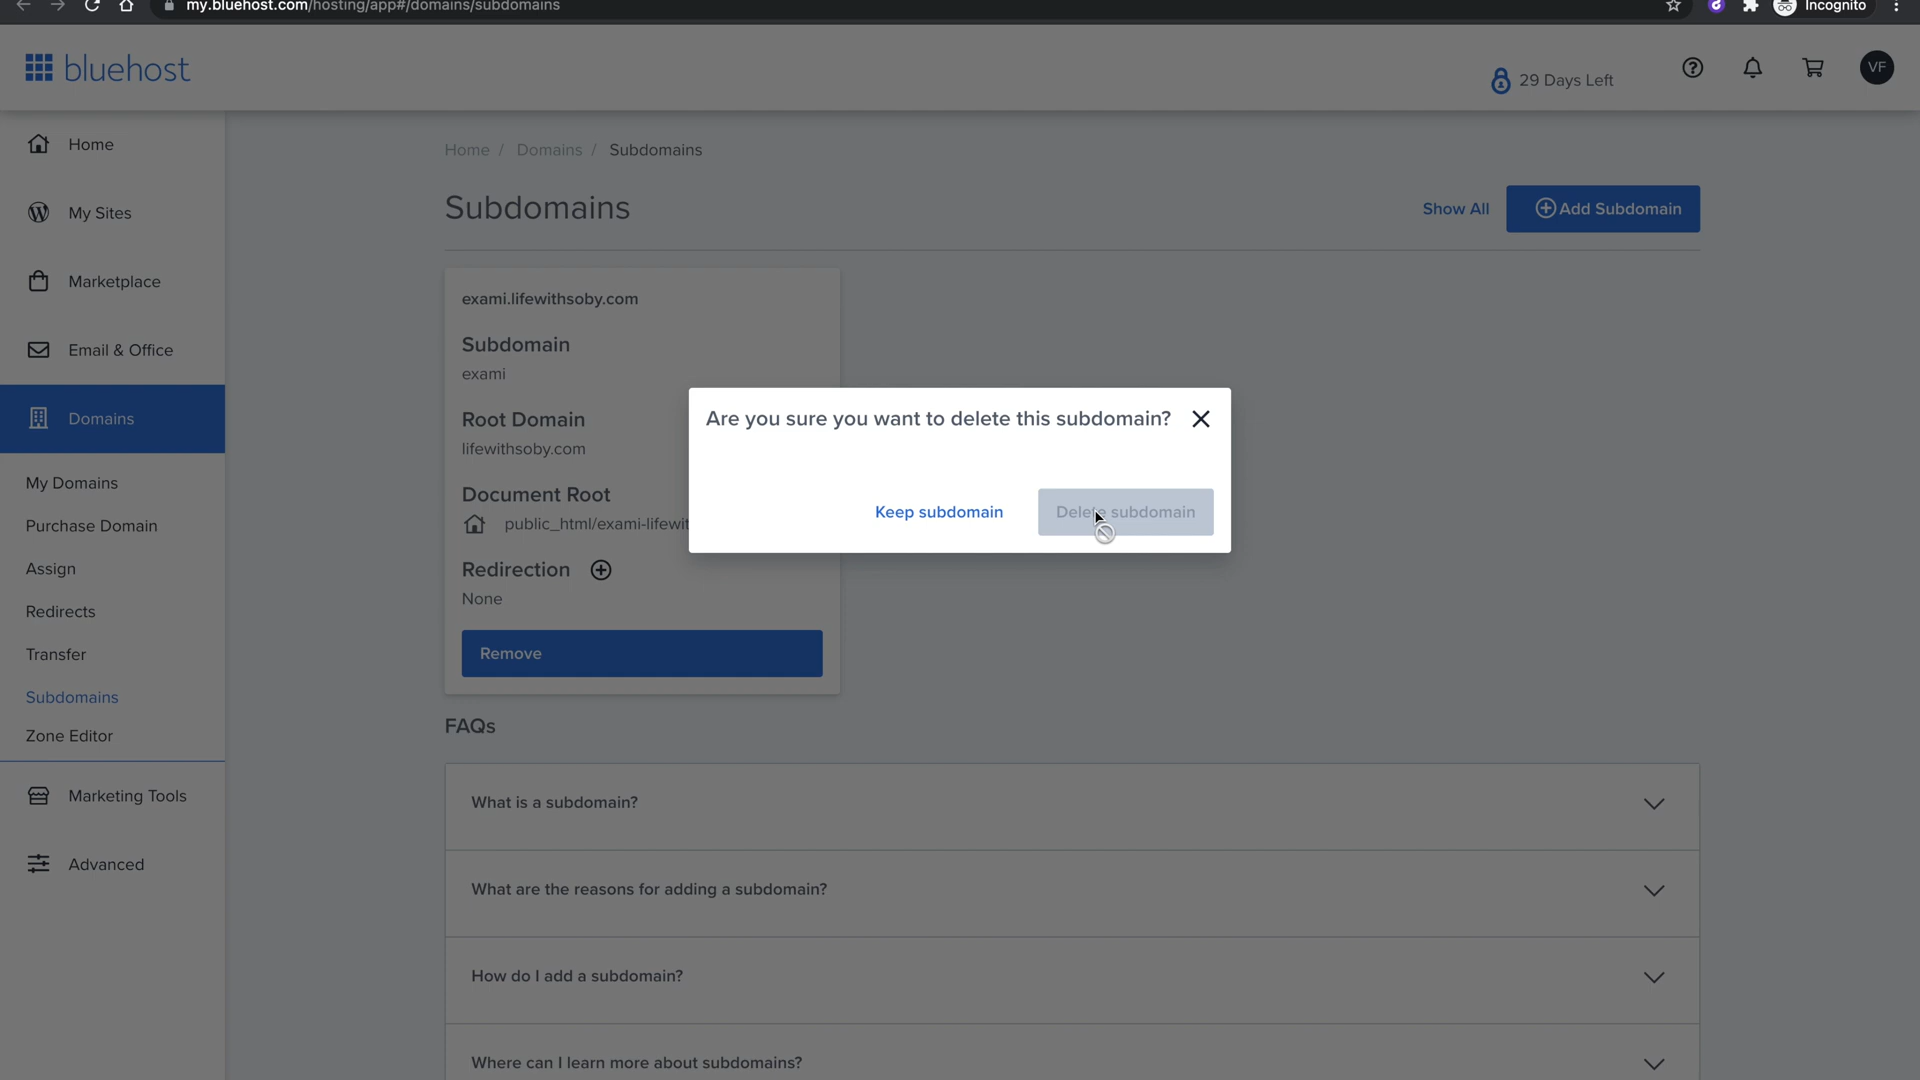 my.bluehost.com/hosting/app#/domains/subdomains
Incognito
bluehost
29 Days Left
VF
Home
My Sites
Marketplace
Email & Office
Domains
My Domains
Purchase Domain
Assign
Redirects
Transfer
Subdomains
Zone Editor
Marketing Tools
Advanced
Home / Domains / Subdomains
Subdomains
Show All
Add Subdomain
exami.lifewithsoby.com
Subdomain
exami
Root Domain
lifewithsoby.com
Document Root
public_html/exami-lifewit
Redirection
None
Remove
Are you sure you want to delete this subdomain?
Keep subdomain
Delete subdomain
FAQs
What is a subdomain?
What are the reasons for adding a subdomain?
How do I add a subdomain?
Where can I learn more about subdomains?